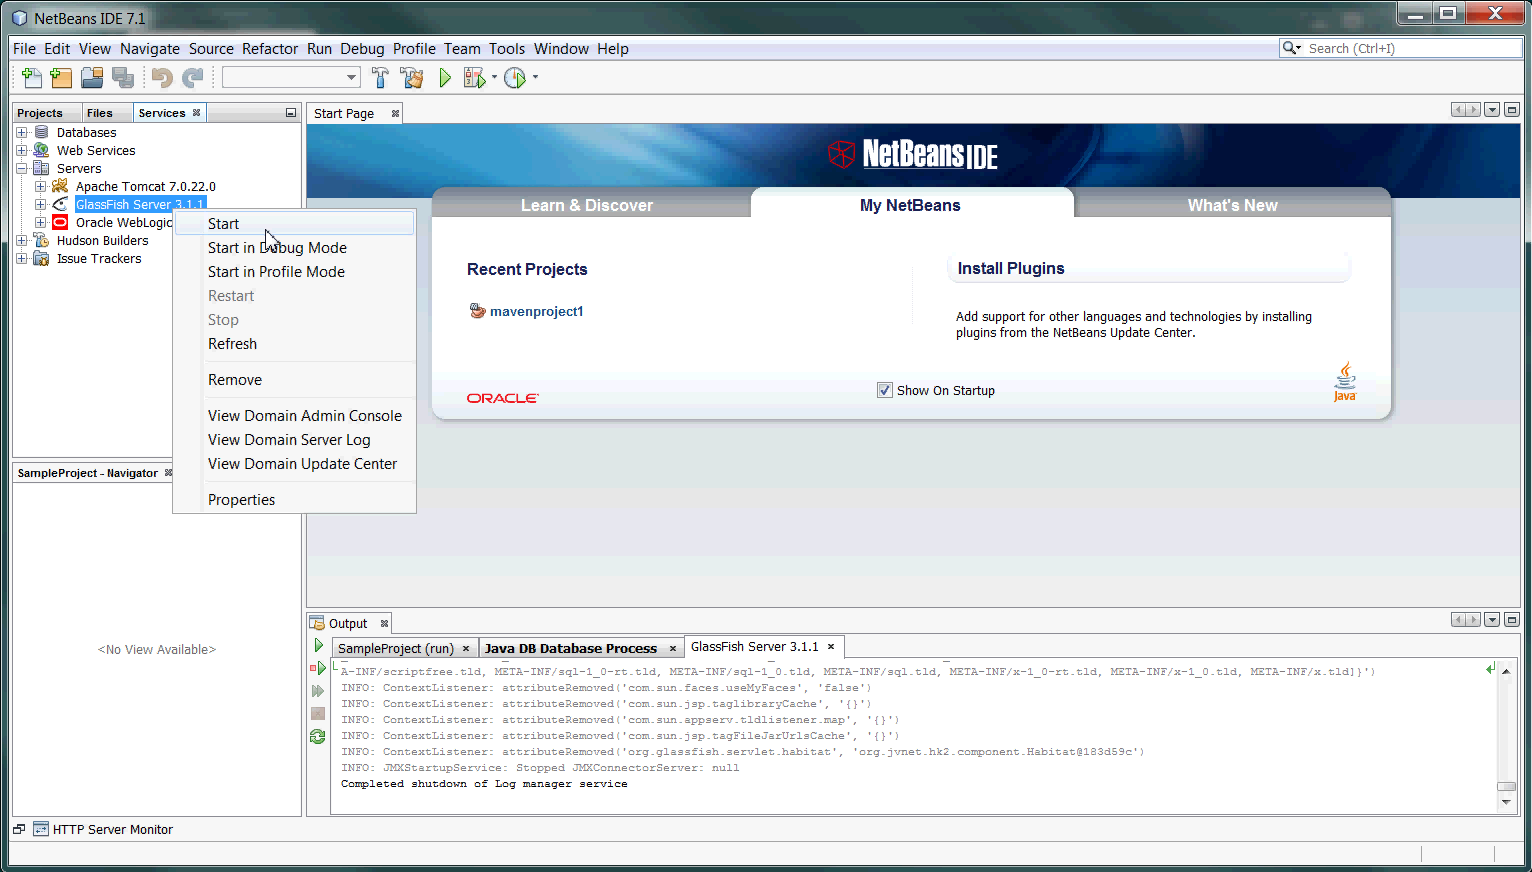 NetBeans IDE 7.1
File Edit View Navigate Source Refactor Run Debug Profile Team Tools Window Help
Search (Ctrl+I)
Projects Files Services
Start Page
Databases
Web Services
Servers
Apache Tomcat 7.0.22.0
GlassFish Server 3.1.1
Oracle WebLogic
Hudson Builders
Issue Trackers
Start
Start in Debug Mode
Start in Profile Mode
Restart
Stop
Refresh
Remove
View Domain Admin Console
View Domain Server Log
View Domain Update Center
Properties
NetBeans IDE
Learn & Discover
My NetBeans
What's New
Recent Projects
mavenproject1
Install Plugins
Add support for other languages and technologies by installing
plugins from the NetBeans Update Center.
ORACLE
Show On Startup
Java
SampleProject - Navigator
<No View Available>
Output
SampleProject (run) Java DB Database Process GlassFish Server 3.1.1
A-INF/scriptfree.tld, META-INF/sql-1_0-rt.tld, META-INF/sql-1_0.tld, META-INF/sql.tld, META-INF/x-1_0-rt.tld, META-INF/x-1_0.tld, META-INF/x.tld]}')
INFO: ContextListener: attributeRemoved('com.sun.faces.useMyFaces', 'false')
INFO: ContextListener: attributeRemoved('com.sun.jsp.taglibraryCache', '{}')
INFO: ContextListener: attributeRemoved('com.sun.appserv.tldlistener.map', '{}')
INFO: ContextListener: attributeRemoved('com.sun.jsp.tagFileJarUrlsCache', '{}')
INFO: ContextListener: attributeRemoved('org.glassfish.servlet.habitat', 'org.jvnet.hk2.component.Habitat@183d59c')
INFO: JMXStartupService: Stopped JMXConnectorServer: null
Completed shutdown of Log manager service
HTTP Server Monitor